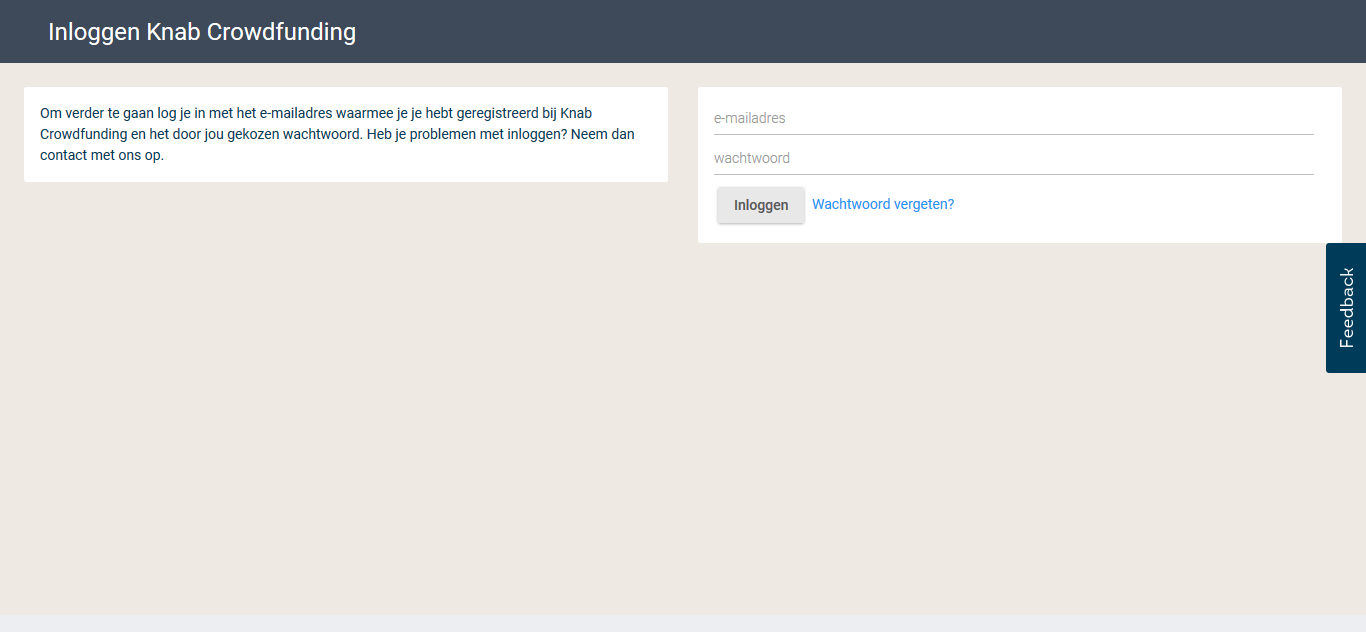 Inloggen Knab Crowdfunding
Om verder te gaan log je in met het e-mailadres waarmee je je hebt geregistreerd bij Knab
Crowdfunding en het door jou gekozen wachtwoord. Heb je problemen met inloggen? Neem dan
contact met ons op.
e-mailadres
wachtwoord
Inloggen Wachtwoord vergeten?
Feedback